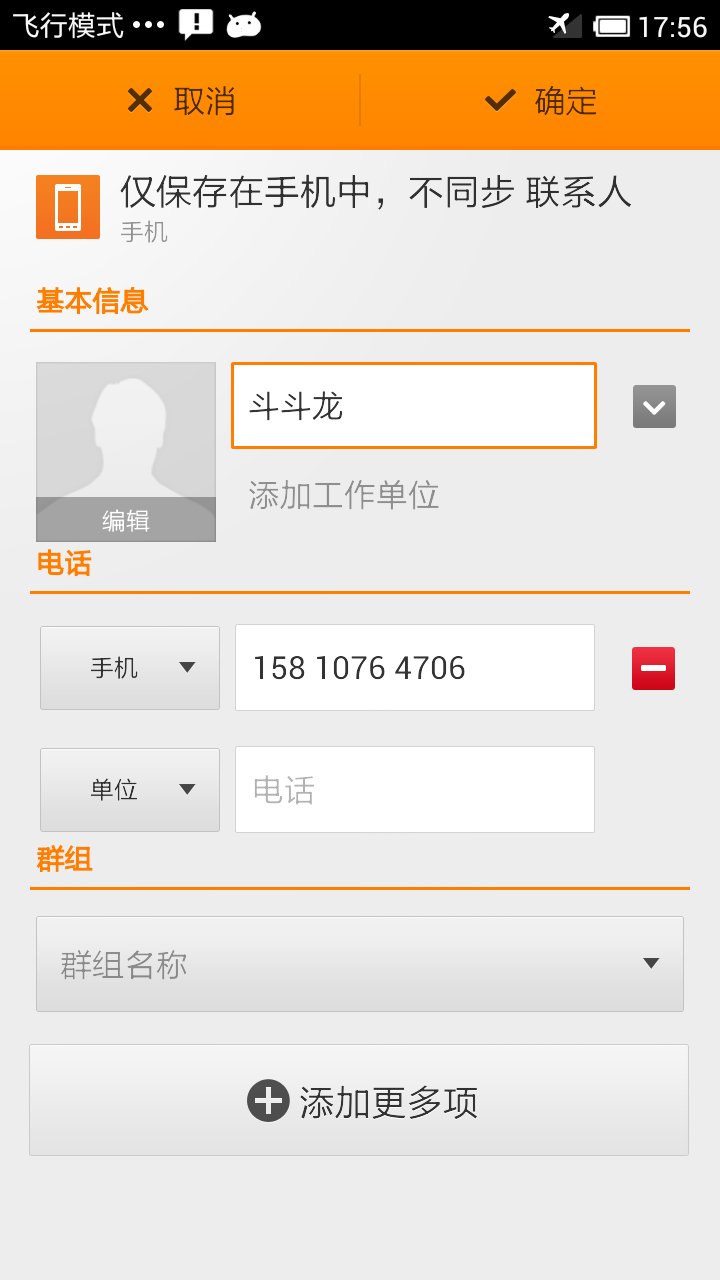 飞行模式 ••• 17:56
取消 确定
仅保存在手机中，不同步 联系人
手机
基本信息
斗斗龙
添加工作单位
编辑
电话
手机 158 1076 4706
单位 电话
群组
群组名称
添加更多项